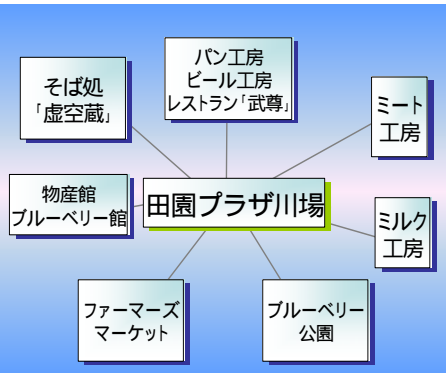 パン工房
ビール工房
レストラン「武尊」
そば処
「虚空蔵」
ミート
工房
物産館
ブルーベリー館
田園プラザ川場
ミルク
工房
ファーマーズ
マーケット
ブルーベリー
公園